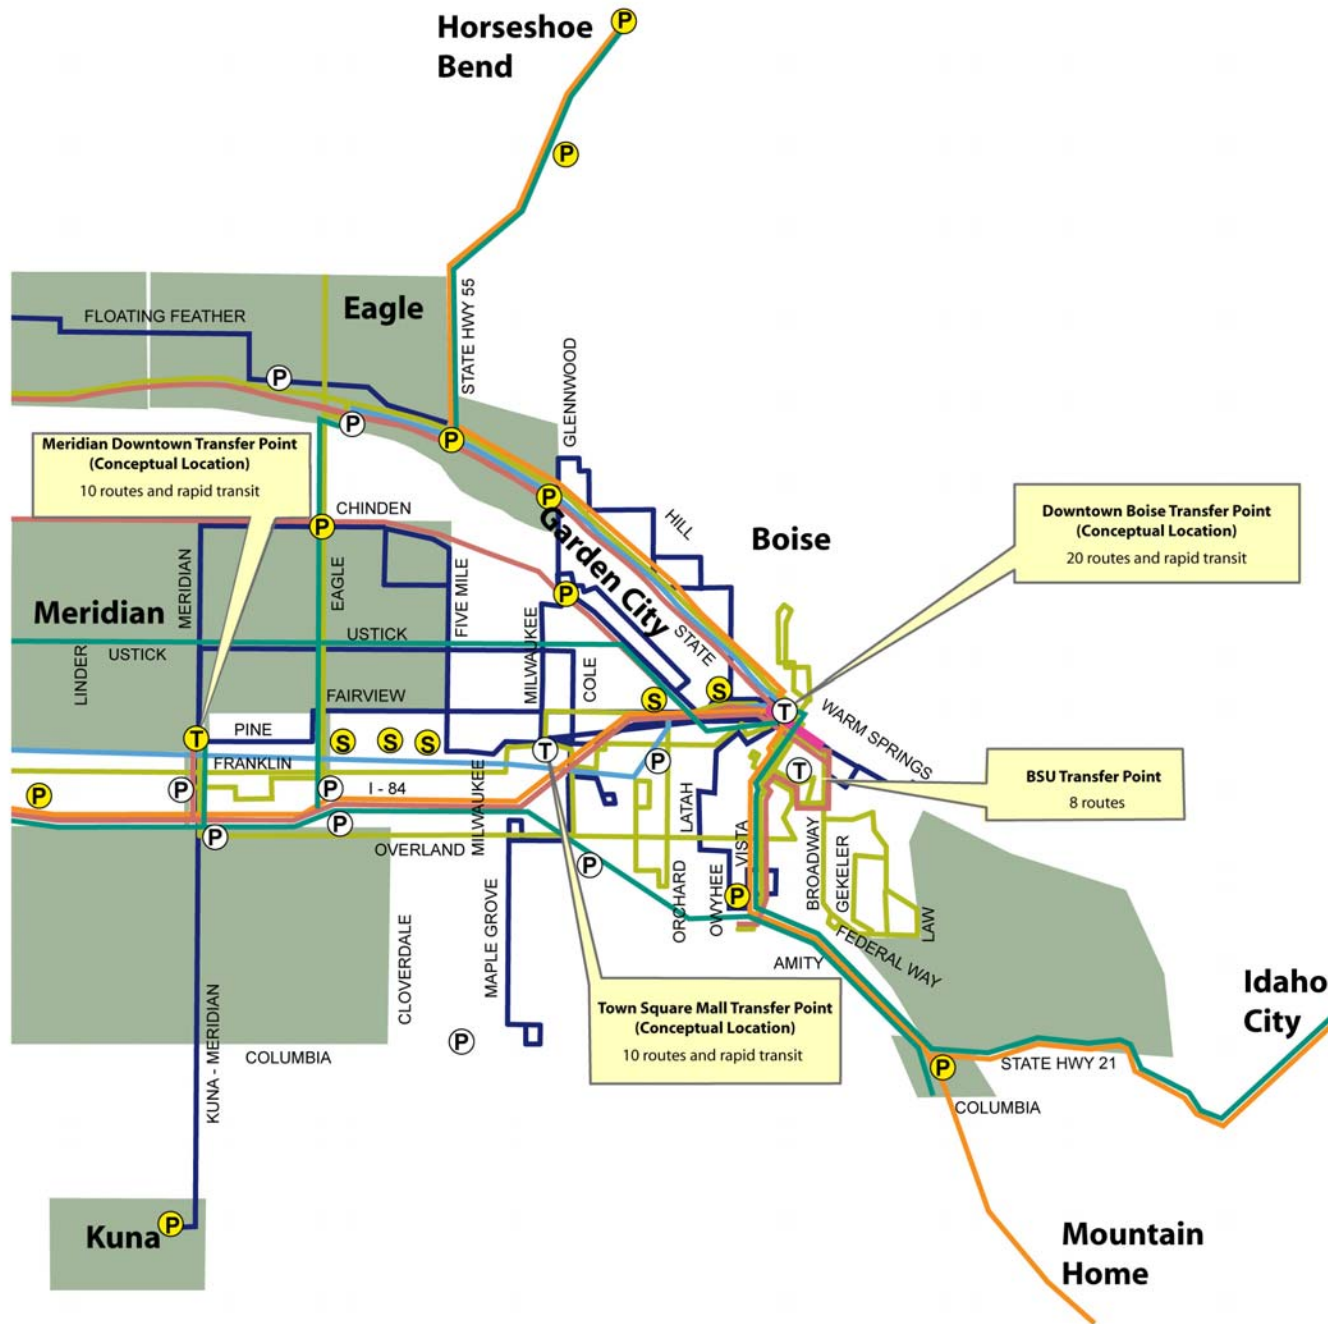 Horseshoe
Bend
P
P
Eagle
FLOATING FEATHER
STATE HWY 55
P
P
P
GLENNWOOD
Meridian Downtown Transfer Point
(Conceptual Location)
10 routes and rapid transit
P
CHINDEN
P
HILL
Garden City
Boise
Downtown Boise Transfer Point
(Conceptual Location)
20 routes and rapid transit
MERIDIAN
EAGLE
FIVE MILE
P
Meridian
MILWAUKEE
STATE
USTICK
USTICK
LINDER
COLE
FAIRVIEW
S
S
T
WARM SPRINGS
PINE
T
S
S
S
T
P
T
FRANKLIN
BSU Transfer Point
8 routes
P
P
P
I - 84
MILWAUKEE
LATAH
VISTA
P
P
OVERLAND
P
ORCHARD
OWYHEE
P
BROADWAY
GEKELER
LAW
CLOVERDALE
MAPLE GROVE
FEDERAL WAY
AMITY
Town Square Mall Transfer Point
(Conceptual Location)
10 routes and rapid transit
Idaho
City
KUNA - MERIDIAN
COLUMBIA
P
P
STATE HWY 21
COLUMBIA
Kuna
P
Mountain
Home